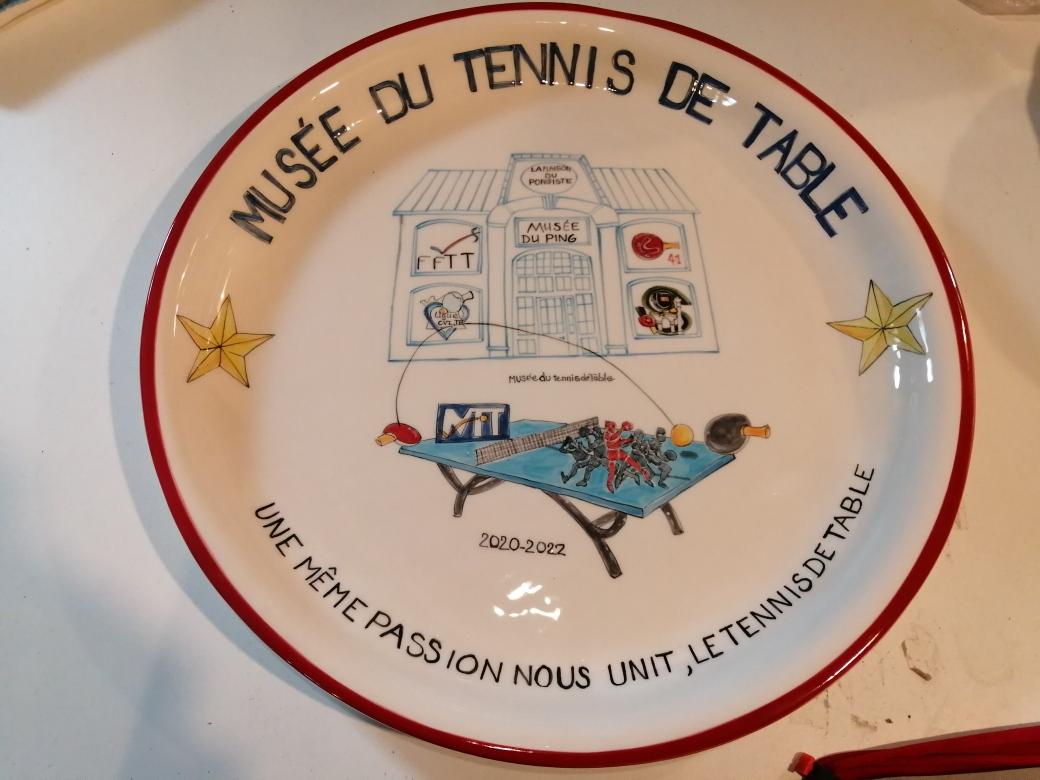 MUSÉE DU TENNIS DE TABLE
LA MAISON
DU
PONGISTE
MUSÉE
DU PING
FFTT
41
Ligue
CVL TT
Musée du tennis de table
MTT
2020-2022
UNE MÊME PASSION NOUS UNIT, LE TENNIS DE TABLE